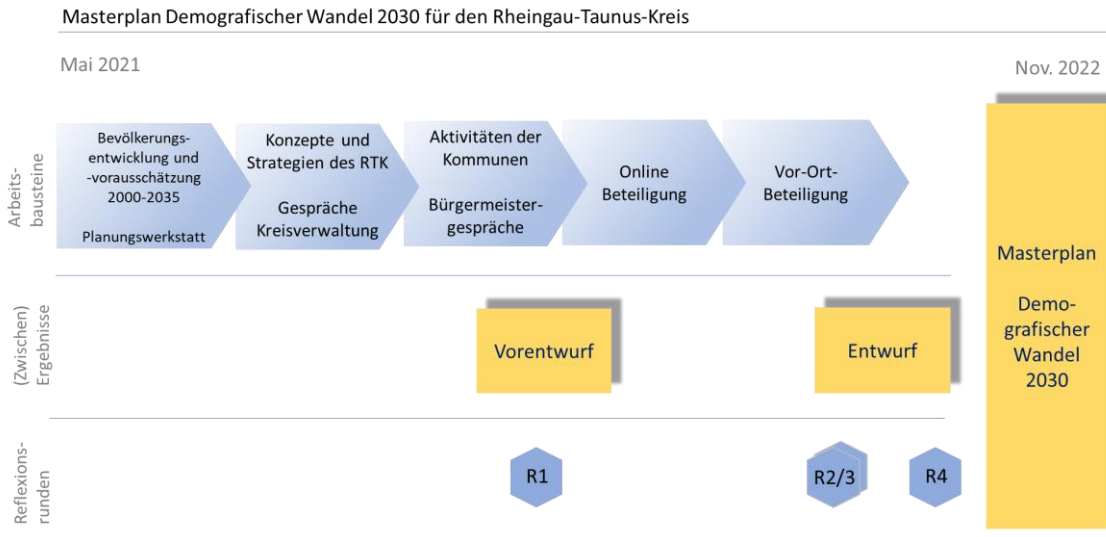 Masterplan Demografischer Wandel 2030 für den Rheingau-Taunus-Kreis
Mai 2021
Nov. 2022
Arbeits-
bausteine
Bevölkerungs-
entwicklung und
-vorausschätzung
2000-2035
Planungswerkstatt
Konzepte und
Strategien des RTK
Gespräche
Kreisverwaltung
Aktivitäten der
Kommunen
Bürgermeister-
gespräche
Online
Beteiligung
Vor-Ort-
Beteiligung
(Zwischen)
Ergebnisse
Vorentwurf
Entwurf
Reflexions-
runden
R1
R2/3
R4
Masterplan
Demo-
grafischer
Wandel
2030